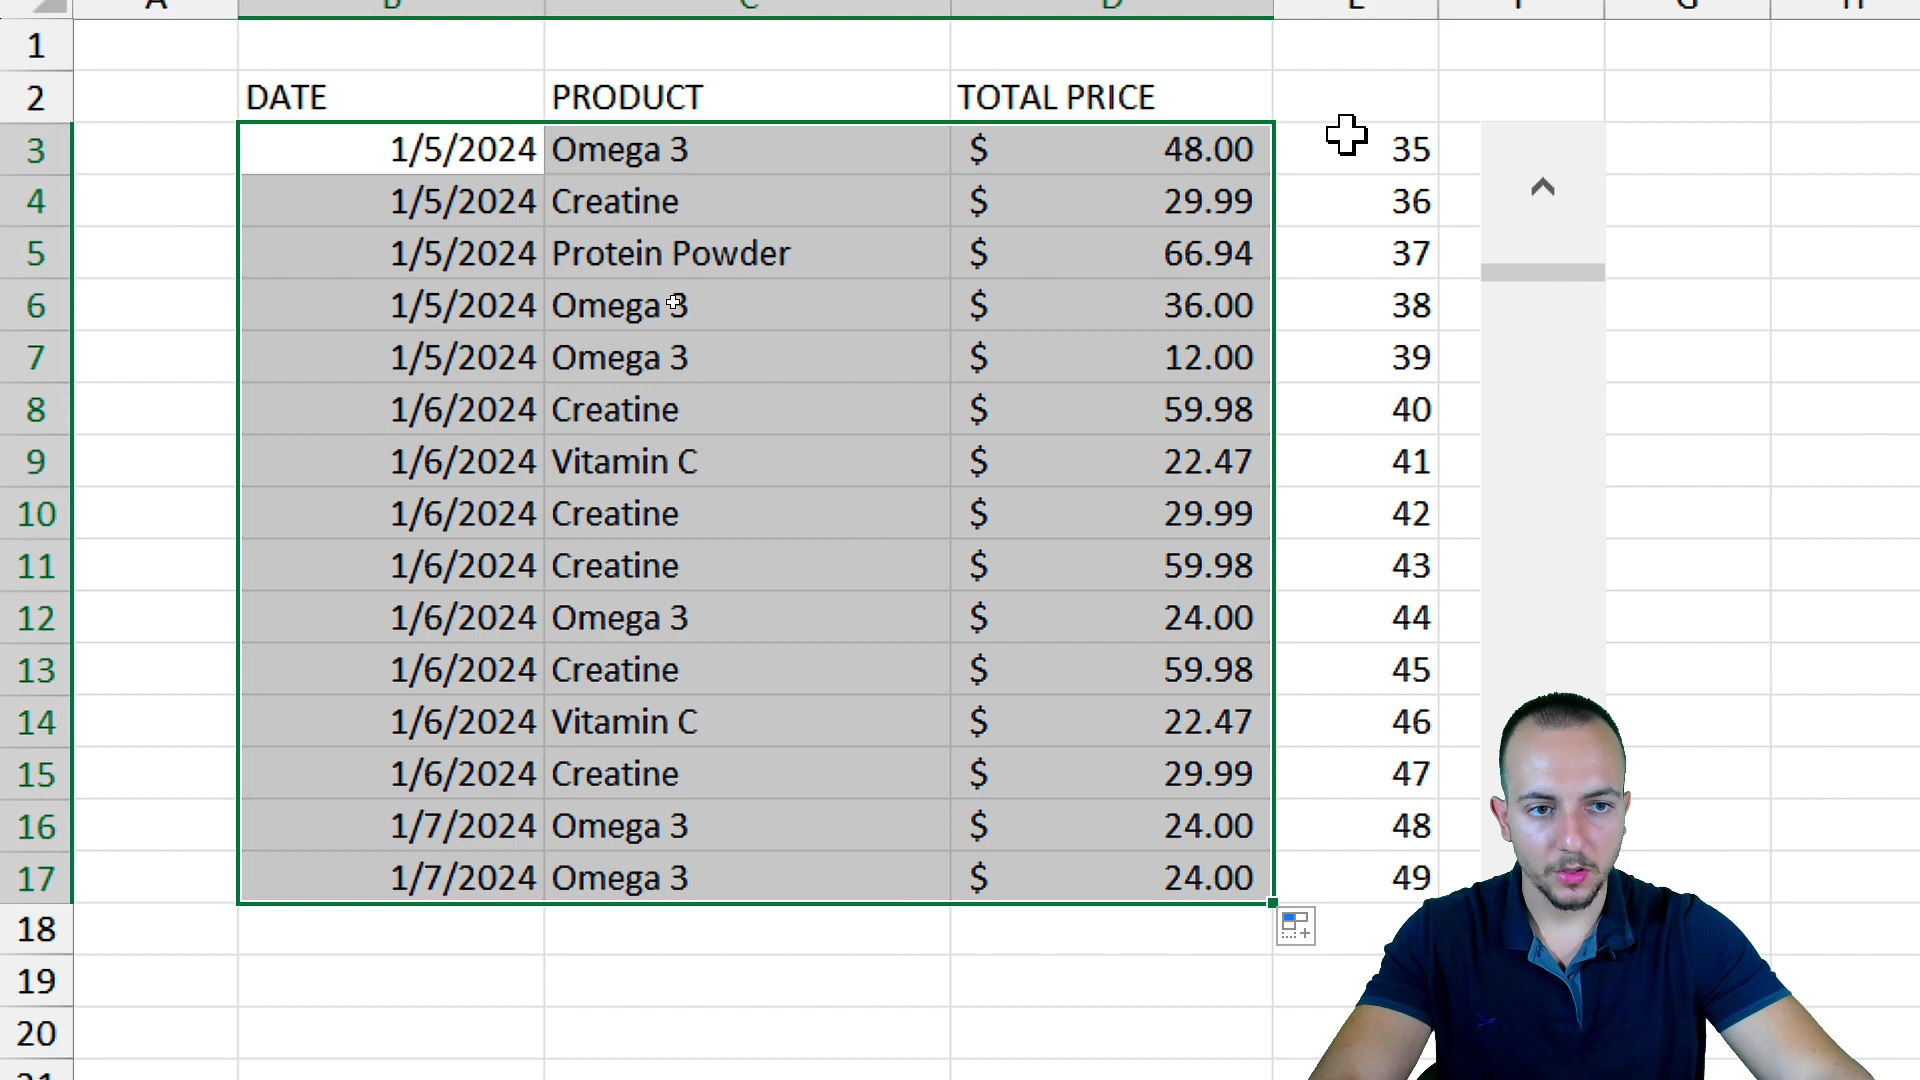 A B C D E F G H
1
2 DATE PRODUCT TOTAL PRICE
3 1/5/2024 Omega 3 $ 48.00 35
4 1/5/2024 Creatine $ 29.99 36
5 1/5/2024 Protein Powder $ 66.94 37
6 1/5/2024 Omega 3 $ 36.00 38
7 1/5/2024 Omega 3 $ 12.00 39
8 1/6/2024 Creatine $ 59.98 40
9 1/6/2024 Vitamin C $ 22.47 41
10 1/6/2024 Creatine $ 29.99 42
11 1/6/2024 Creatine $ 59.98 43
12 1/6/2024 Omega 3 $ 24.00 44
13 1/6/2024 Creatine $ 59.98 45
14 1/6/2024 Vitamin C $ 22.47 46
15 1/6/2024 Creatine $ 29.99 47
16 1/7/2024 Omega 3 $ 24.00 48
17 1/7/2024 Omega 3 $ 24.00 49
18
19
20
21